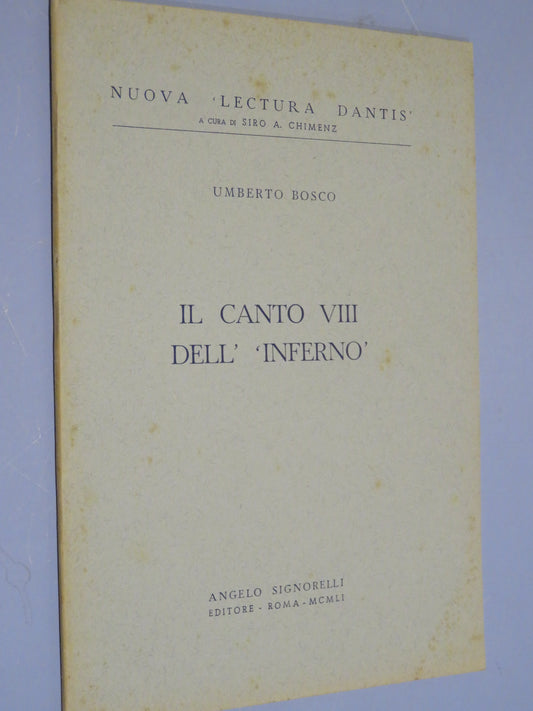 NUOVA ‘LECTURA DANTIS’
A CURA DI SIRO A. CHIMENZ
UMBERTO BOSCO
IL CANTO VIII
DELL’ ‘INFERNO’
ANGELO SIGNORELLI
EDITORE - ROMA - MCMLI